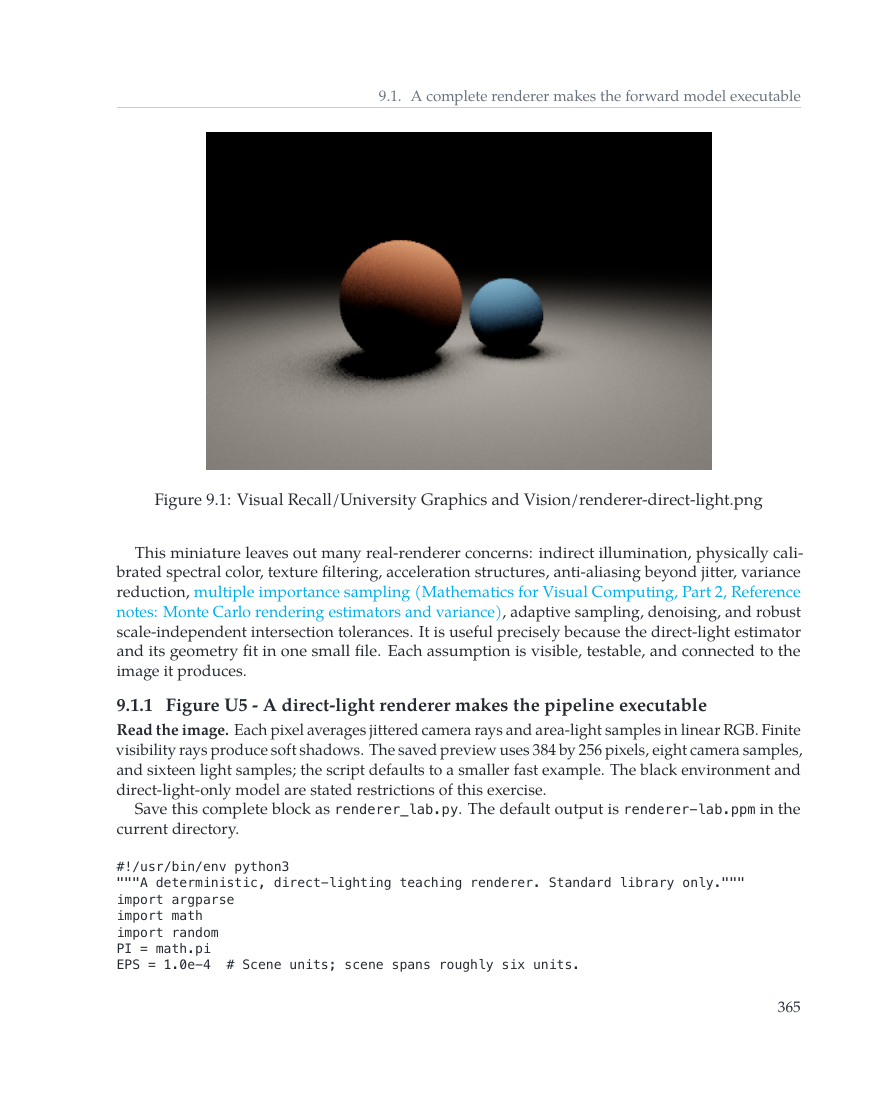 9.1. A complete renderer makes the forward model executable
Figure 9.1: Visual Recall/University Graphics and Vision/renderer-direct-light.png
This miniature leaves out many real-renderer concerns: indirect illumination, physically cali-
brated spectral color, texture filtering, acceleration structures, anti-aliasing beyond jitter, variance
reduction, multiple importance sampling (Mathematics for Visual Computing, Part 2, Reference
notes: Monte Carlo rendering estimators and variance), adaptive sampling, denoising, and robust
scale-independent intersection tolerances. It is useful precisely because the direct-light estimator
and its geometry fit in one small file. Each assumption is visible, testable, and connected to the
image it produces.
9.1.1 Figure U5 - A direct-light renderer makes the pipeline executable
Read the image. Each pixel averages jittered camera rays and area-light samples in linear RGB. Finite
visibility rays produce soft shadows. The saved preview uses 384 by 256 pixels, eight camera samples,
and sixteen light samples; the script defaults to a smaller fast example. The black environment and
direct-light-only model are stated restrictions of this exercise.
Save this complete block as renderer_lab.py. The default output is renderer-lab.ppm in the
current directory.
#!/usr/bin/env python3
"""A deterministic, direct-lighting teaching renderer. Standard library only."""
import argparse
import math
import random
PI = math.pi
EPS = 1.0e-4  # Scene units; scene spans roughly six units.
365